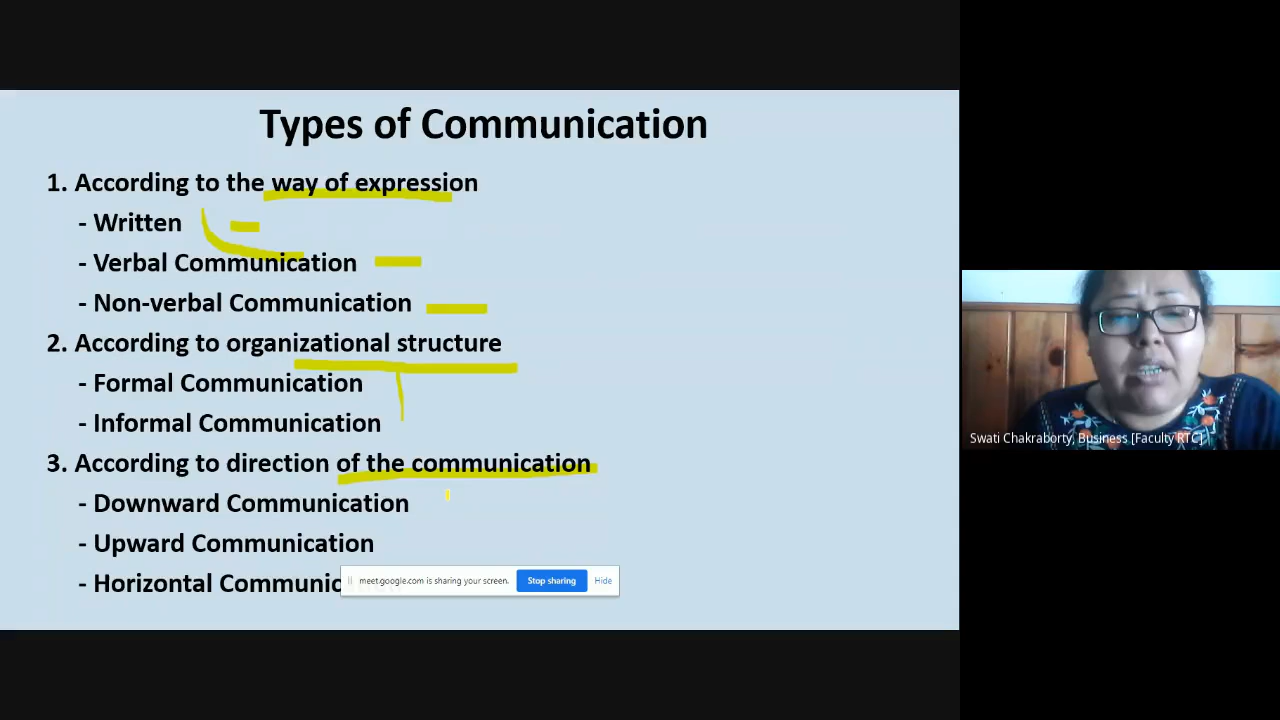 Types of Communication
1. According to the way of expression
- Written
- Verbal Communication
- Non-verbal Communication
2. According to organizational structure
- Formal Communication
- Informal Communication
3. According to direction of the communication
- Downward Communication
- Upward Communication
- Horizontal Communic
meet.google.com is sharing your screen. Stop sharing Hide
Swati Chakraborty, Business [Faculty RTC]